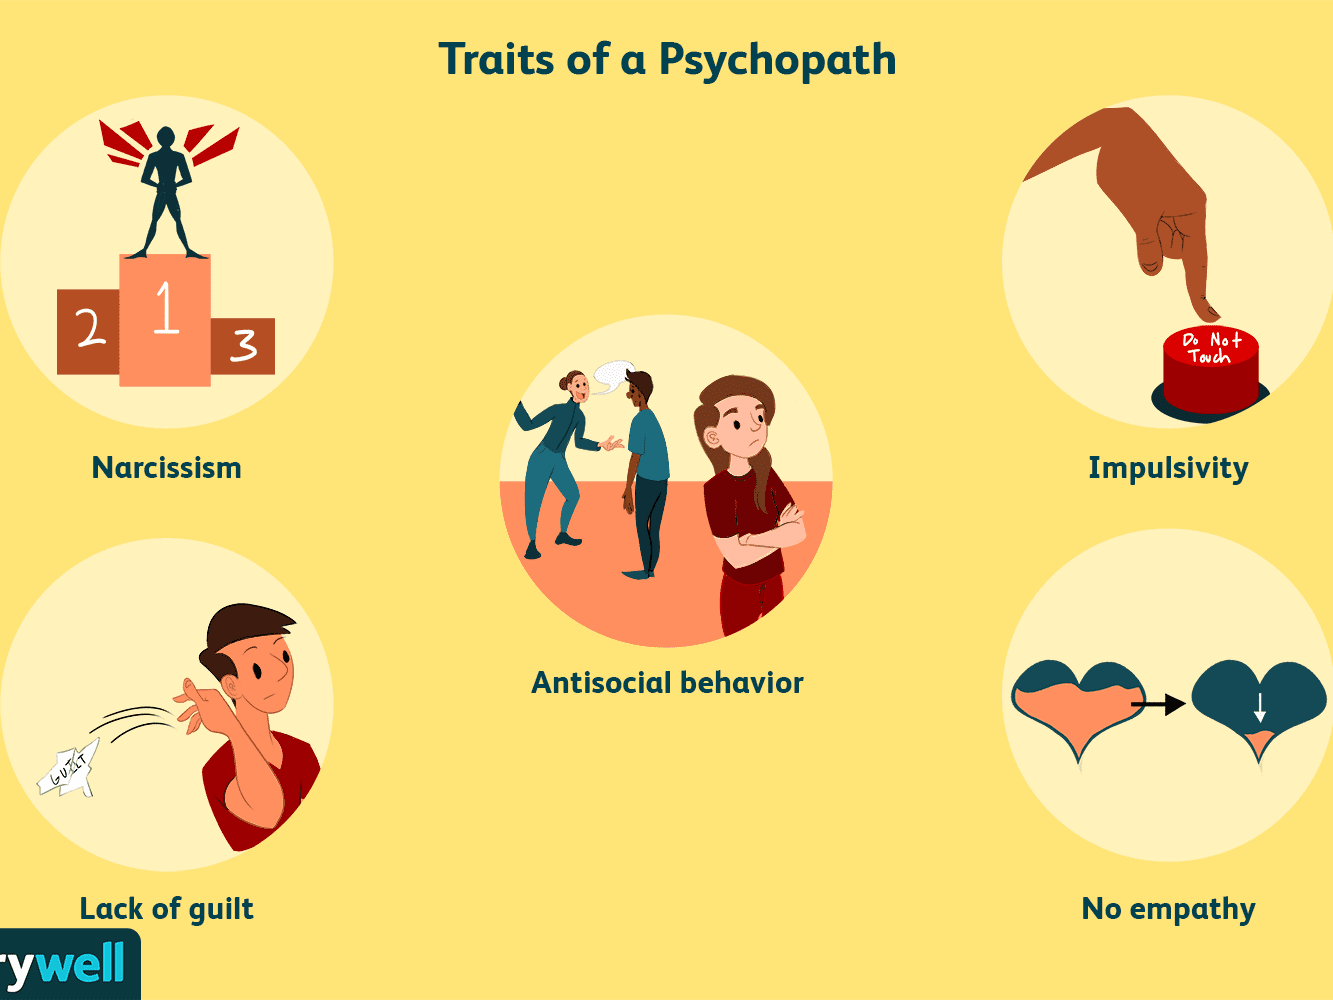 Traits of a Psychopath
2
1
3
Do Not
Touch
Narcissism
Impulsivity
Antisocial behavior
GUILT
Lack of guilt
No empathy
rywell